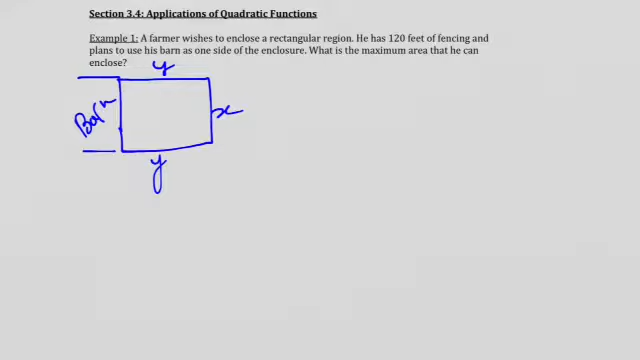 Section 3.4: Applications of Quadratic Functions
Example 1: A farmer wishes to enclose a rectangular region. He has 120 feet of fencing and
plans to use his barn as one side of the enclosure. What is the maximum area that he can
enclose?
y
Barn
x
y